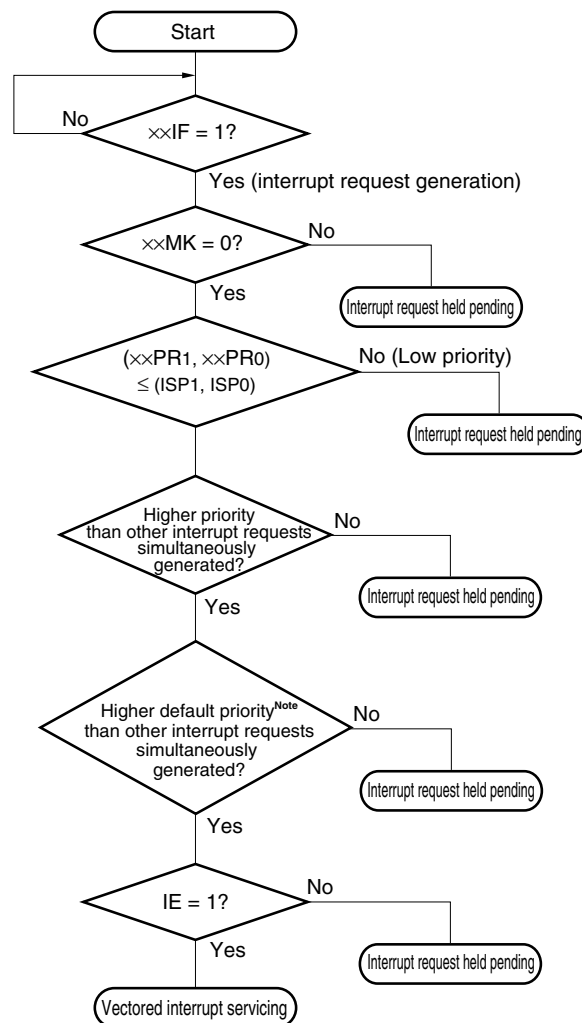 Start
No
××IF = 1?
Yes (interrupt request generation)
××MK = 0?
No
Interrupt request held pending
Yes
(××PR1, ××PR0)
≤ (ISP1, ISP0)
No (Low priority)
Interrupt request held pending
Higher priority
than other interrupt requests
simultaneously
generated?
No
Interrupt request held pending
Yes
Higher default priorityNote
than other interrupt requests
simultaneously
generated?
No
Interrupt request held pending
Yes
IE = 1?
No
Interrupt request held pending
Yes
Vectored interrupt servicing